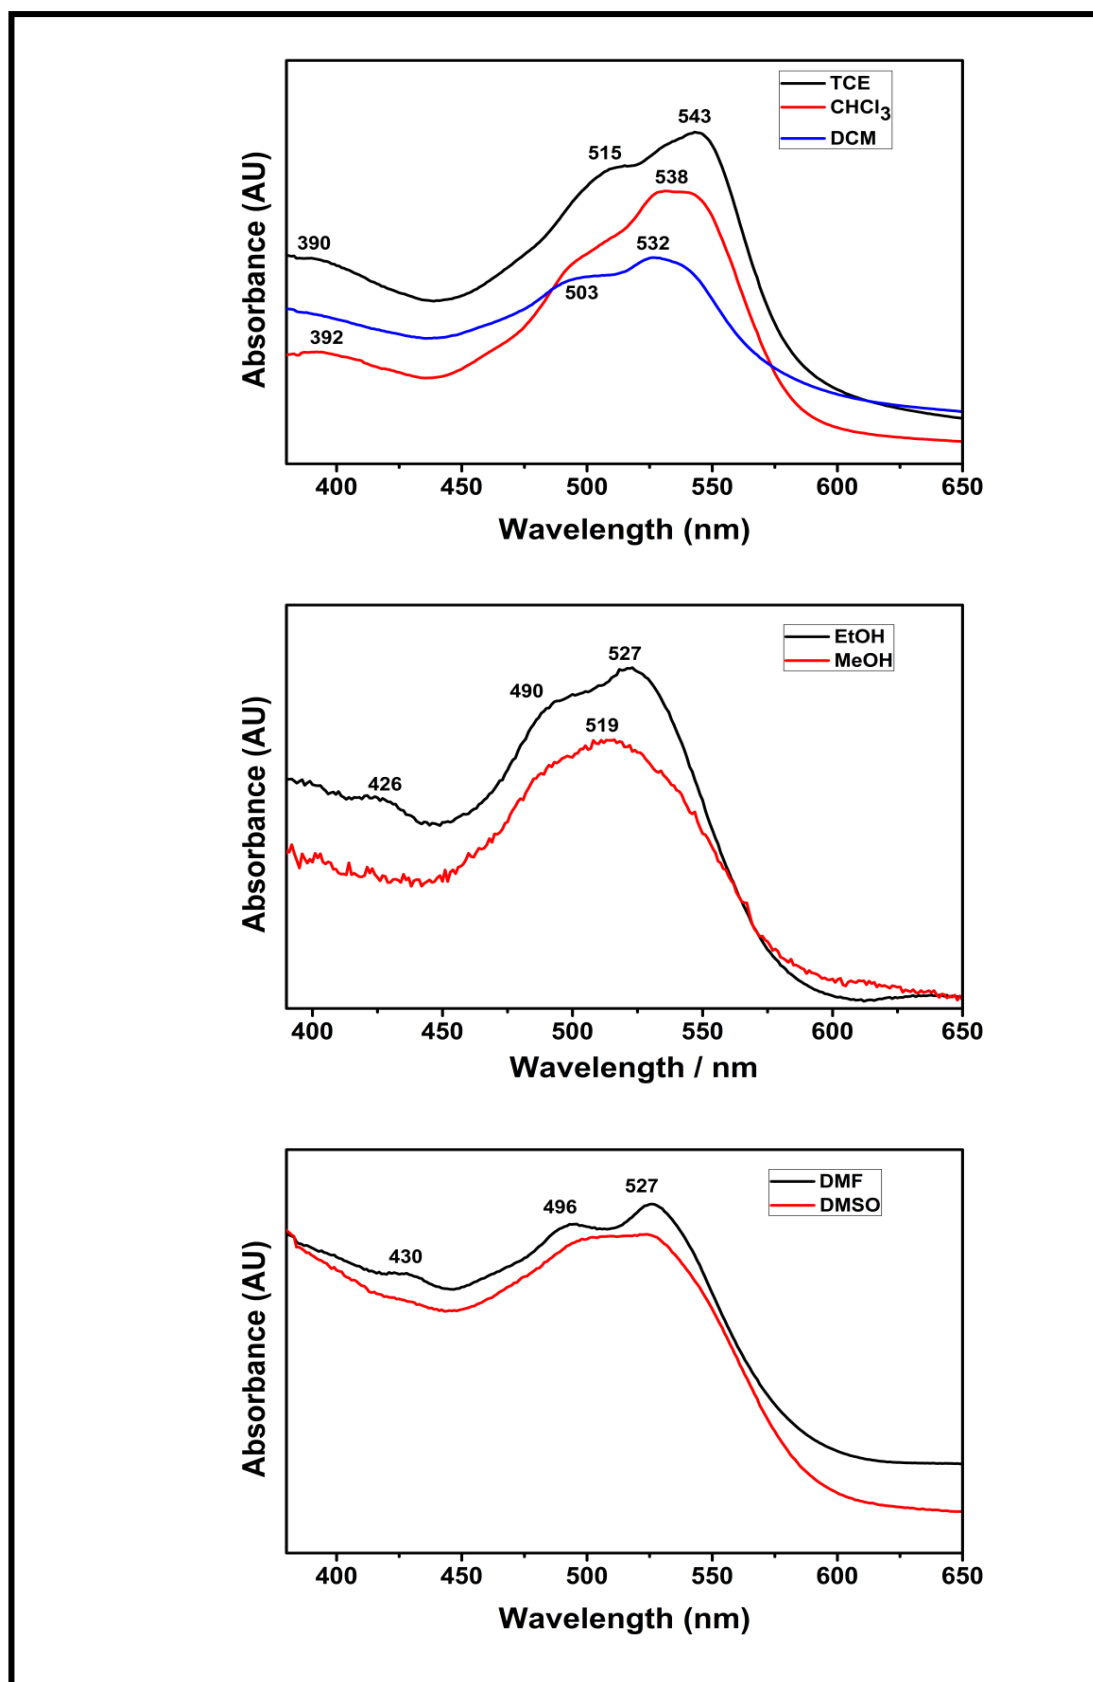 TCE
CHCl3
DCM
543
515
538
390
532
503
392
Absorbance (AU)
400 450 500 550 600 650
Wavelength (nm)
EtOH
MeOH
527
490
519
426
Absorbance (AU)
400 450 500 550 600 650
Wavelength / nm
DMF
DMSO
527
496
430
Absorbance (AU)
400 450 500 550 600 650
Wavelength (nm)